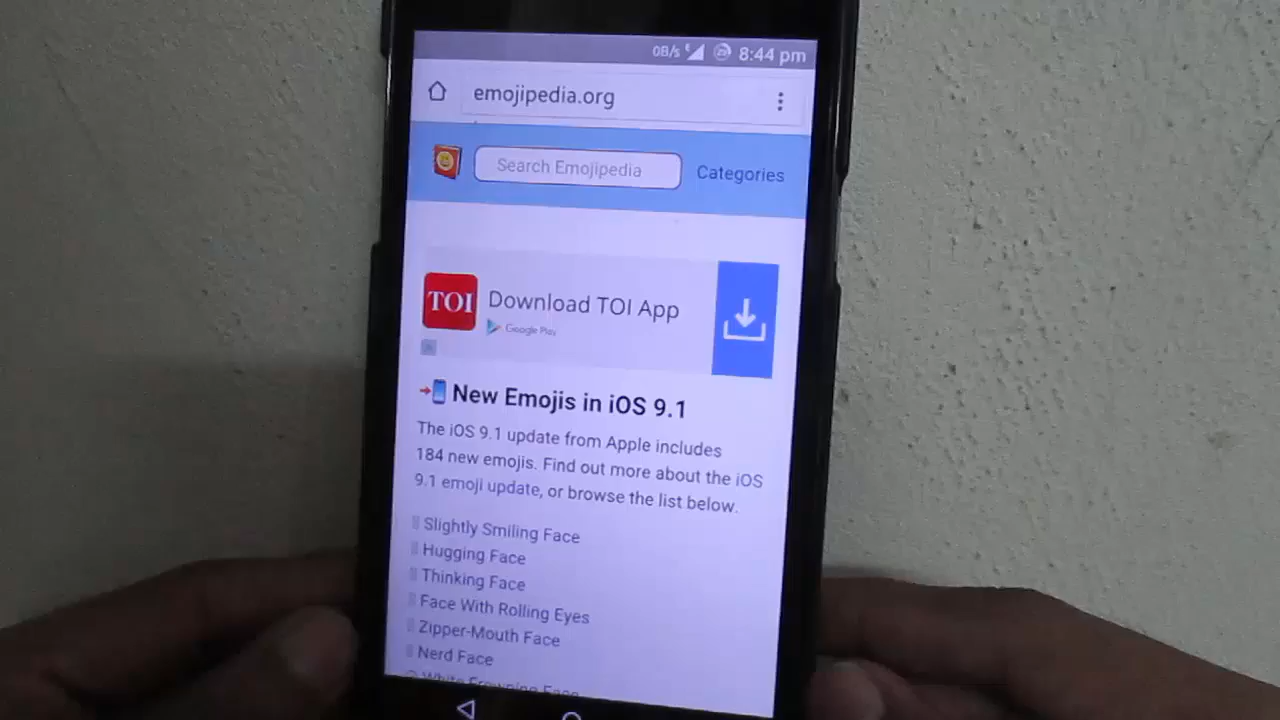 0B/s 8:44 pm
emojipedia.org
Search Emojipedia Categories
TOI Download TOI App
Google Play
New Emojis in iOS 9.1
The iOS 9.1 update from Apple includes
184 new emojis. Find out more about the iOS
9.1 emoji update, or browse the list below.
Slightly Smiling Face
Hugging Face
Thinking Face
Face With Rolling Eyes
Zipper-Mouth Face
Nerd Face
White Frowning Face